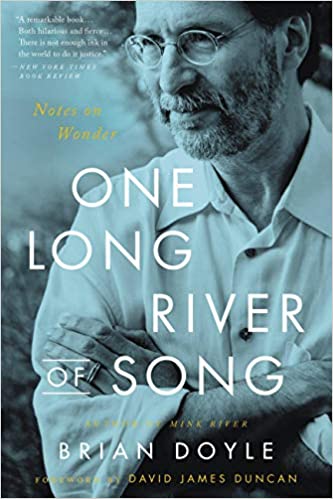 "A remarkable book...
Both hilarious and fierce...
There is not enough ink in
the world to do it justice."
—NEW YORK TIMES
BOOK REVIEW
Notes on
Wonder
ONE
LONG
RIVER
OF SONG
AUTHOR OF MINK RIVER
BRIAN DOYLE
FOREWORD BY DAVID JAMES DUNCAN